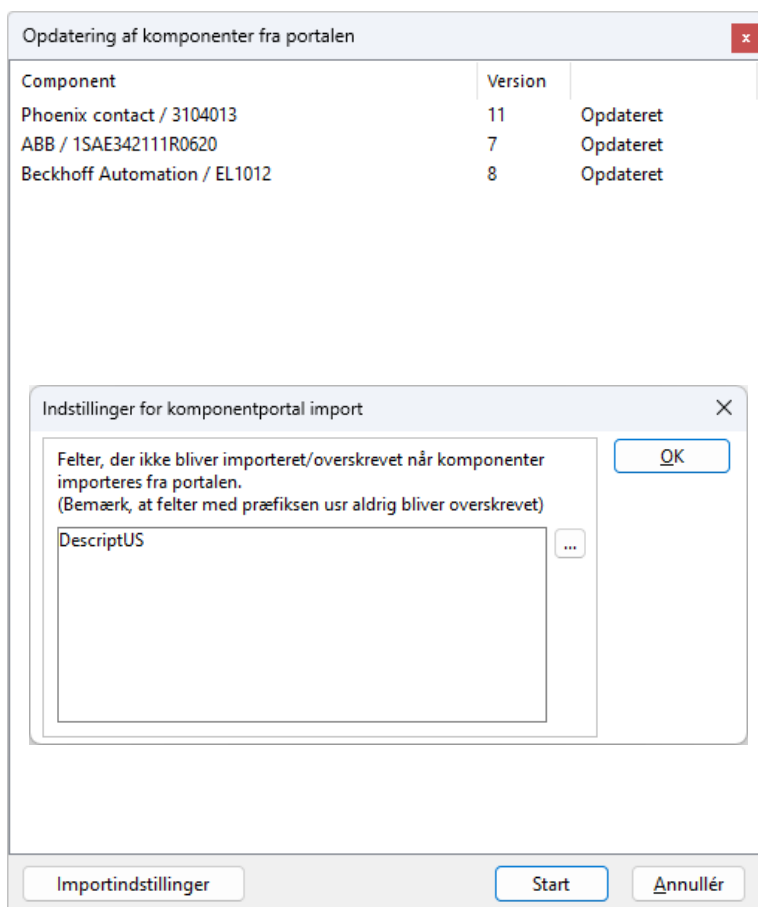 Opdatering af komponenter fra portalen
x
Component Version
Phoenix contact / 3104013 11 Opdateret
ABB / 1SAE342111R0620 7 Opdateret
Beckhoff Automation / EL1012 8 Opdateret
Indstillinger for komponentportal import
Felter, der ikke bliver importeret/overskrevet når komponenter
importeres fra portalen.
(Bemærk, at felter med præfiksen usr aldrig bliver overskrevet)
OK
DescriptUS
...
Importindstillinger Start Annullér